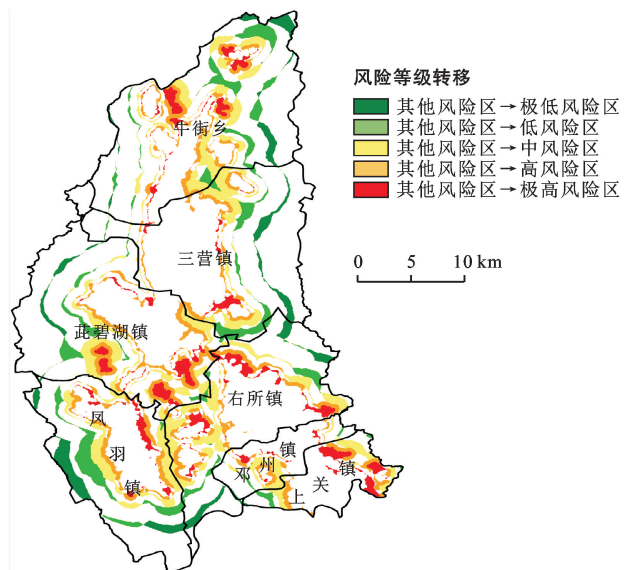 风险等级转移
其他风险区→极低风险区
其他风险区→低风险区
其他风险区→中风险区
其他风险区→高风险区
其他风险区→极高风险区
0 5 10 km
牛街乡
三营镇
茈碧湖镇
右所镇
凤羽镇
邓州镇
上关镇